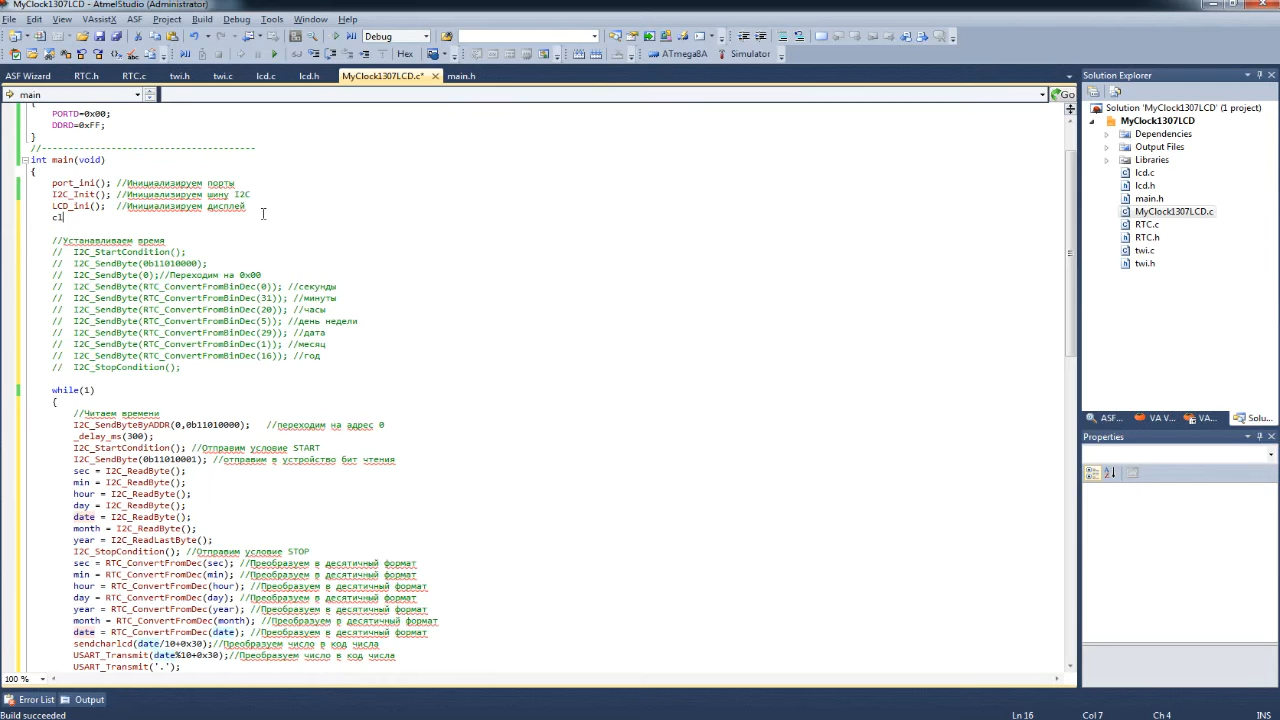 MyClock1307LCD - AtmelStudio (Administrator)
File Edit View VAssistX ASF Project Build Debug Tools Window Help
Debug
Hex ATmega8A Simulator
ASF Wizard RTC.h RTC.c twi.h twi.c lcd.c lcd.h MyClock1307LCD.c* main.h
main Go
{
PORTD=0x00;
DDRD=0xFF;
}
//-----------------------------------------
int main(void)
{
port_ini(); //Инициализируем порты
I2C_Init(); //Инициализируем шину I2C
LCD_ini(); //Инициализируем дисплей
cl
//Устанавливаем время
// I2C_StartCondition();
// I2C_SendByte(0b11010000);
// I2C_SendByte(0);//Переходим на 0x00
// I2C_SendByte(RTC_ConvertFromBinDec(0)); //секунды
// I2C_SendByte(RTC_ConvertFromBinDec(31)); //минуты
// I2C_SendByte(RTC_ConvertFromBinDec(20)); //часы
// I2C_SendByte(RTC_ConvertFromBinDec(5)); //день недели
// I2C_SendByte(RTC_ConvertFromBinDec(29)); //дата
// I2C_SendByte(RTC_ConvertFromBinDec(1)); //месяц
// I2C_SendByte(RTC_ConvertFromBinDec(16)); //год
// I2C_StopCondition();
while(1)
{
//Читаем времени
I2C_SendByteByADDR(0,0b11010000); //переходим на адрес 0
_delay_ms(300);
I2C_StartCondition(); //Отправим условие START
I2C_SendByte(0b11010001); //отправим в устройство бит чтения
sec = I2C_ReadByte();
min = I2C_ReadByte();
hour = I2C_ReadByte();
day = I2C_ReadByte();
date = I2C_ReadByte();
month = I2C_ReadByte();
year = I2C_ReadLastByte();
I2C_StopCondition(); //Отправим условие STOP
sec = RTC_ConvertFromDec(sec); //Преобразуем в десятичный формат
min = RTC_ConvertFromDec(min); //Преобразуем в десятичный формат
hour = RTC_ConvertFromDec(hour); //Преобразуем в десятичный формат
day = RTC_ConvertFromDec(day); //Преобразуем в десятичный формат
year = RTC_ConvertFromDec(year); //Преобразуем в десятичный формат
month = RTC_ConvertFromDec(month); //Преобразуем в десятичный формат
date = RTC_ConvertFromDec(date); //Преобразуем в десятичный формат
sendcharlcd(date/10+0x30);//Преобразуем число в код числа
USART_Transmit(date%10+0x30);//Преобразуем число в код числа
USART_Transmit('.');
100 %
Solution Explorer
Solution 'MyClock1307LCD' (1 project)
MyClock1307LCD
Dependencies
Output Files
Libraries
lcd.c
lcd.h
main.h
MyClock1307LCD.c
RTC.c
RTC.h
twi.c
twi.h
ASF... VA V... VA... Solu...
Properties
Error List Output
Build succeeded Ln 16 Col 7 Ch 4 INS